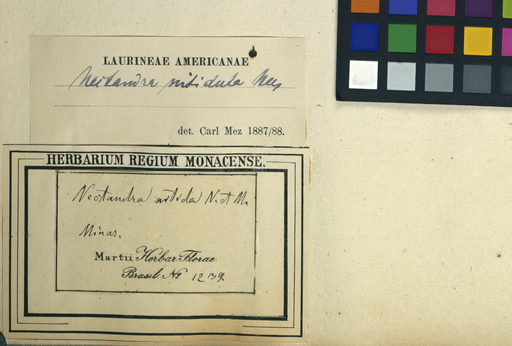 LAURINEAE AMERICANAE
Nectandra nitidula Nees
det. Carl Mez 1887/88.
HERBARIUM REGIUM MONACENSE.
Nectandra nitida N. et M.
Minas.
Martii Herbar. Florae
Brasil. No 1239.